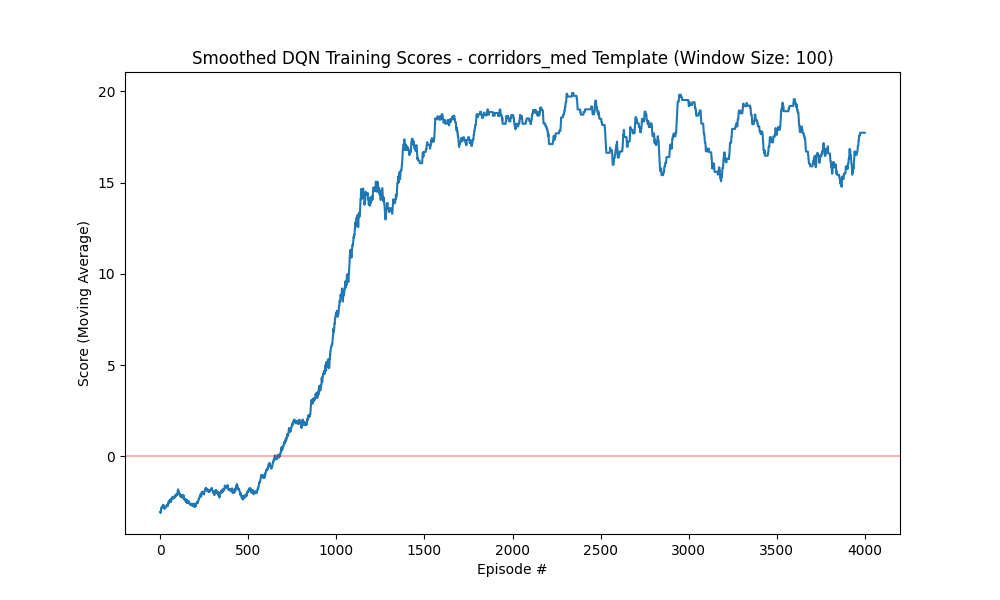 Smoothed DQN Training Scores - corridors_med Template (Window Size: 100)
Score (Moving Average)
20
15
10
5
0
0 500 1000 1500 2000 2500 3000 3500 4000
Episode #